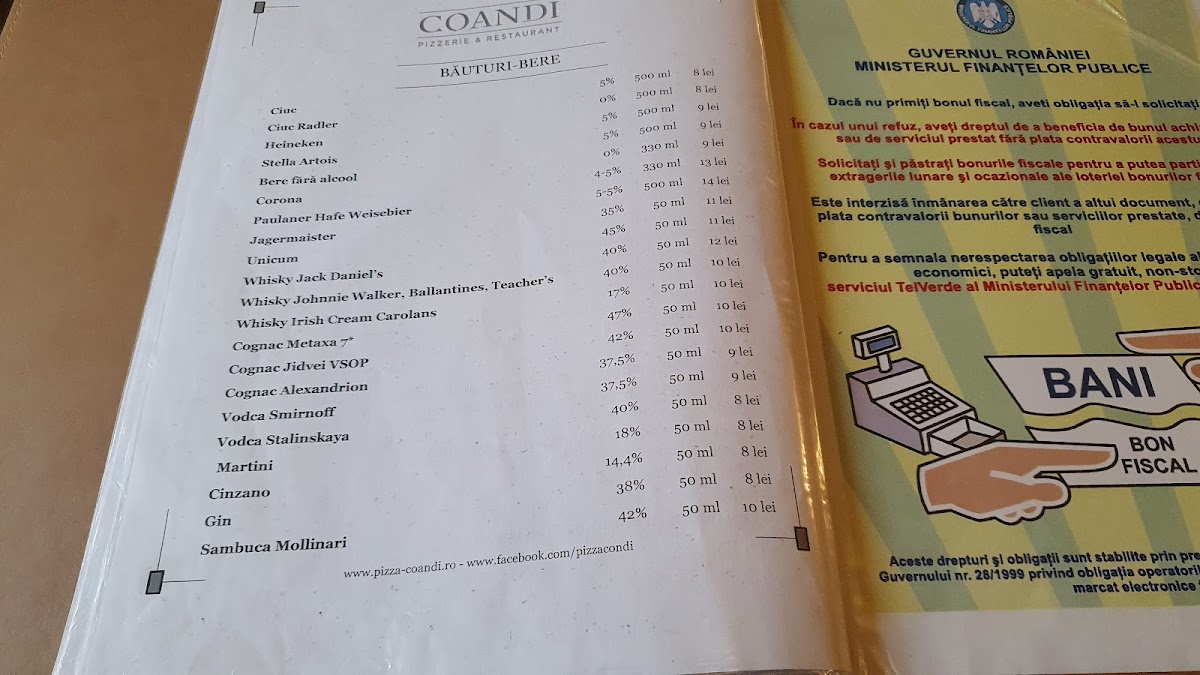 COANDI
PIZZERIE & RESTAURANT
BĂUTURI-BERE
Ciuc 5% 500 ml 8 lei
Ciuc Radler 0% 500 ml 8 lei
Heineken 5% 500 ml 9 lei
Stella Artois 5% 500 ml 9 lei
Bere fără alcool 0% 330 ml 9 lei
Corona 4-5% 330 ml 13 lei
Paulaner Hafe Weisebier 5-5% 500 ml 14 lei
Jagermaister 35% 50 ml 11 lei
Unicum 45% 50 ml 11 lei
Whisky Jack Daniel's 40% 50 ml 12 lei
Whisky Johnnie Walker, Ballantines, Teacher's 40% 50 ml 10 lei
Whisky Irish Cream Carolans 17% 50 ml 10 lei
Cognac Metaxa 7* 47% 50 ml 10 lei
Cognac Jidvei VSOP 42% 50 ml 10 lei
Cognac Alexandrion 37,5% 50 ml 9 lei
Vodca Smirnoff 37,5% 50 ml 9 lei
Vodca Stalinskaya 40% 50 ml 8 lei
Martini 18% 50 ml 8 lei
Cinzano 14,4% 50 ml 8 lei
Gin 38% 50 ml 8 lei
Sambuca Mollinari 42% 50 ml 10 lei
www.pizza-coandi.ro - www.facebook.com/pizzacondi
GUVERNUL ROMÂNIEI
MINISTERUL FINANȚELOR PUBLICE
Dacă nu primiți bonul fiscal, aveti obligația să-l solicitați
În cazul unui refuz, aveți dreptul de a beneficia de bunul
sau de serviciul prestat fără plata contravalorii
Solicitați și păstrați bonurile fiscale pentru a putea
extragerile lunare și ocazionale ale loteriei bonurilor
Este interzisă înmânarea către client a altui document,
plata contravalorii bunurilor sau serviciilor prestate,
fiscal
Pentru a semnala nerespectarea obligațiilor legale
economici, puteți apela gratuit,
serviciul TelVerde al Ministerului Finanțelor
BANI
BON
FISCAL
Aceste drepturi și obligații sunt stabilite prin
Guvernului nr. 28/1999 privind obligația
marcat electronice